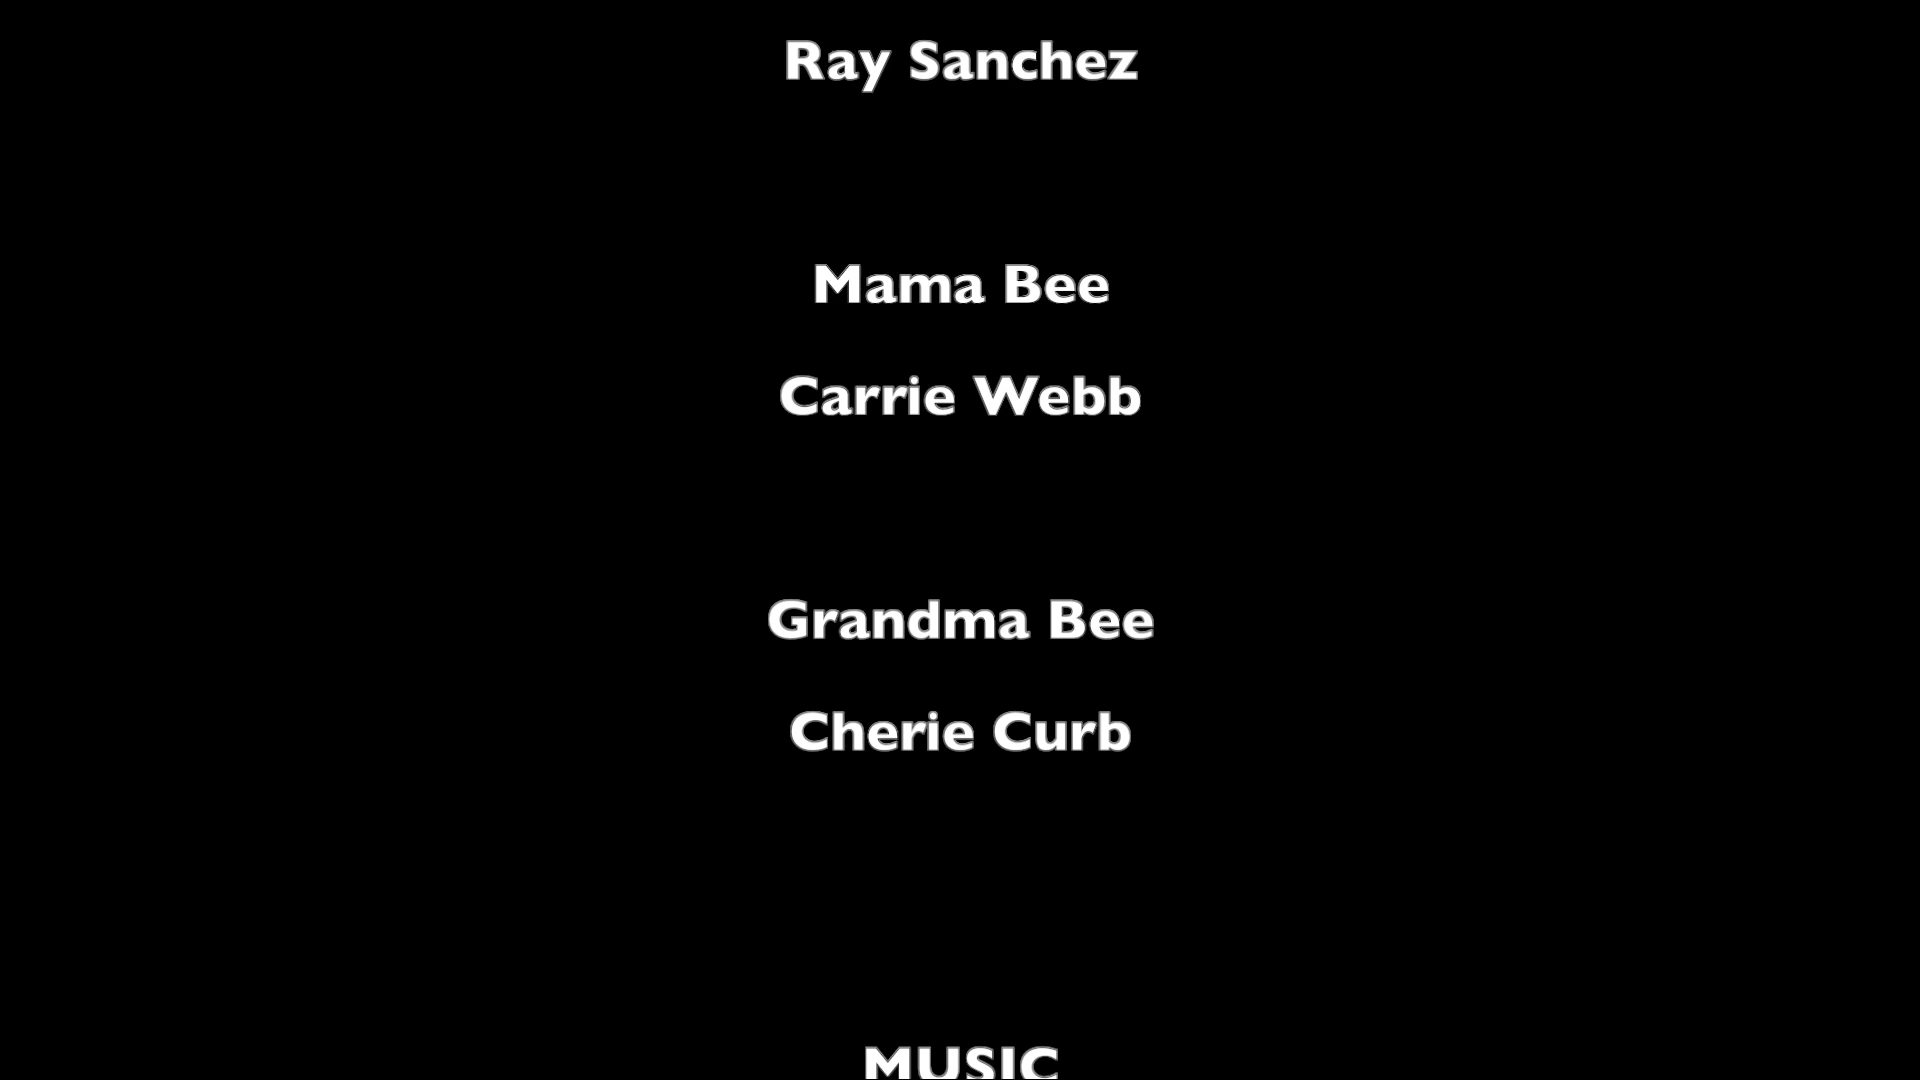 Ray Sanchez
Mama Bee
Carrie Webb
Grandma Bee
Cherie Curb
MUSIC